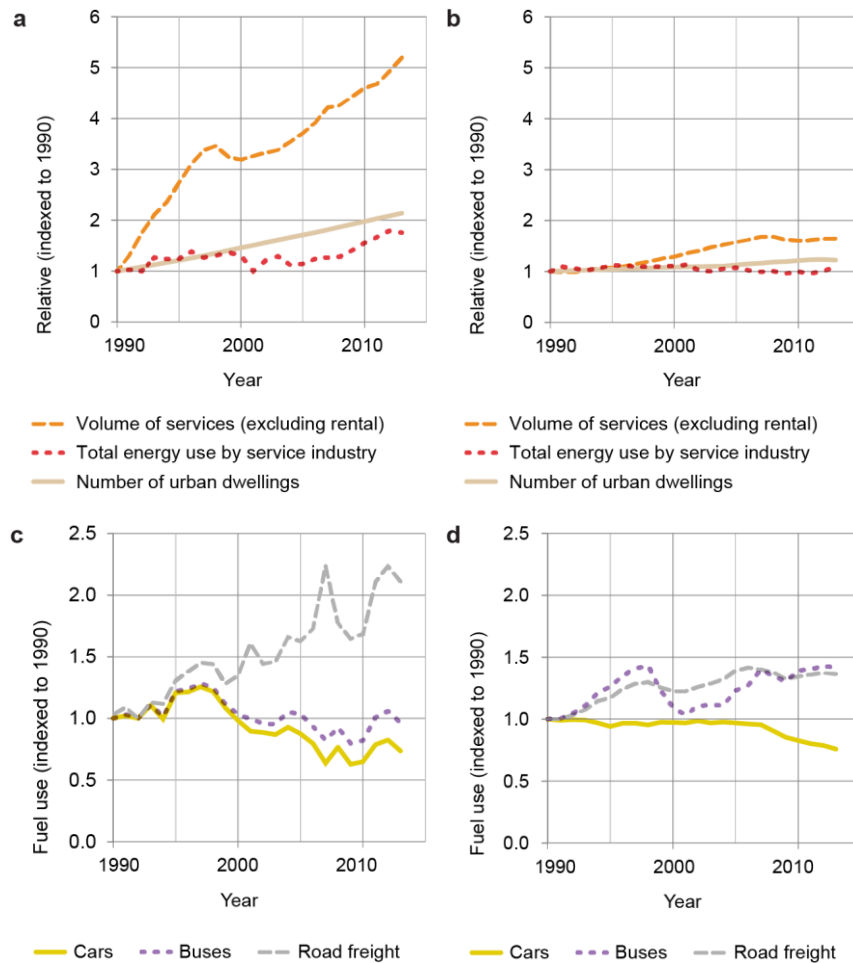 a
6
5
4
3
2
1
0
Relative (indexed to 1990)
1990
2000
2010
Year
Volume of services (excluding rental)
Total energy use by service industry
Number of urban dwellings
b
6
5
4
3
2
1
0
Relative (indexed to 1990)
1990
2000
2010
Year
Volume of services (excluding rental)
Total energy use by service industry
Number of urban dwellings
c
2.5
2.0
1.5
1.0
0.5
0.0
Fuel use (indexed to 1990)
1990
2000
2010
Year
Cars Buses Road freight
d
2.5
2.0
1.5
1.0
0.5
0.0
Fuel use (indexed to 1990)
1990
2000
2010
Year
Cars Buses Road freight